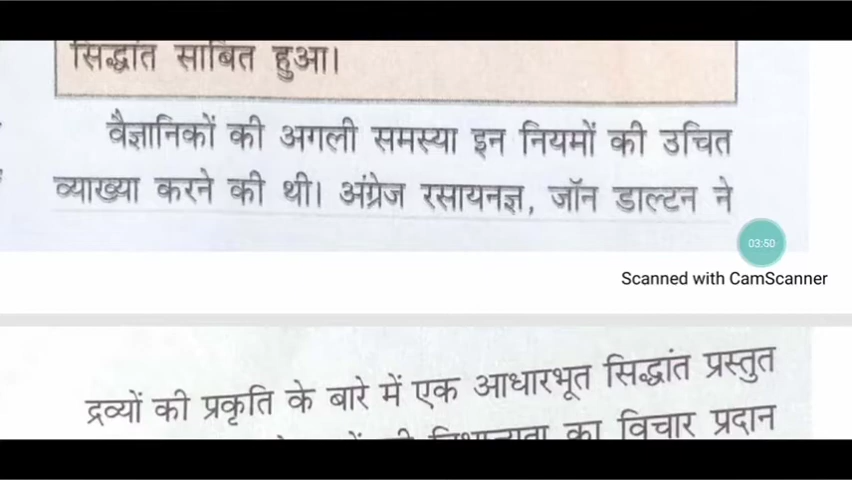 सिद्धांत साबित हुआ।
वैज्ञानिकों की अगली समस्या इन नियमों की उचित
व्याख्या करने की थी। अंग्रेज रसायनज्ञ, जॉन डाल्टन ने
03:50
Scanned with CamScanner
द्रव्यों की प्रकृति के बारे में एक आधारभूत सिद्धांत प्रस्तुत
का विचार प्रदान